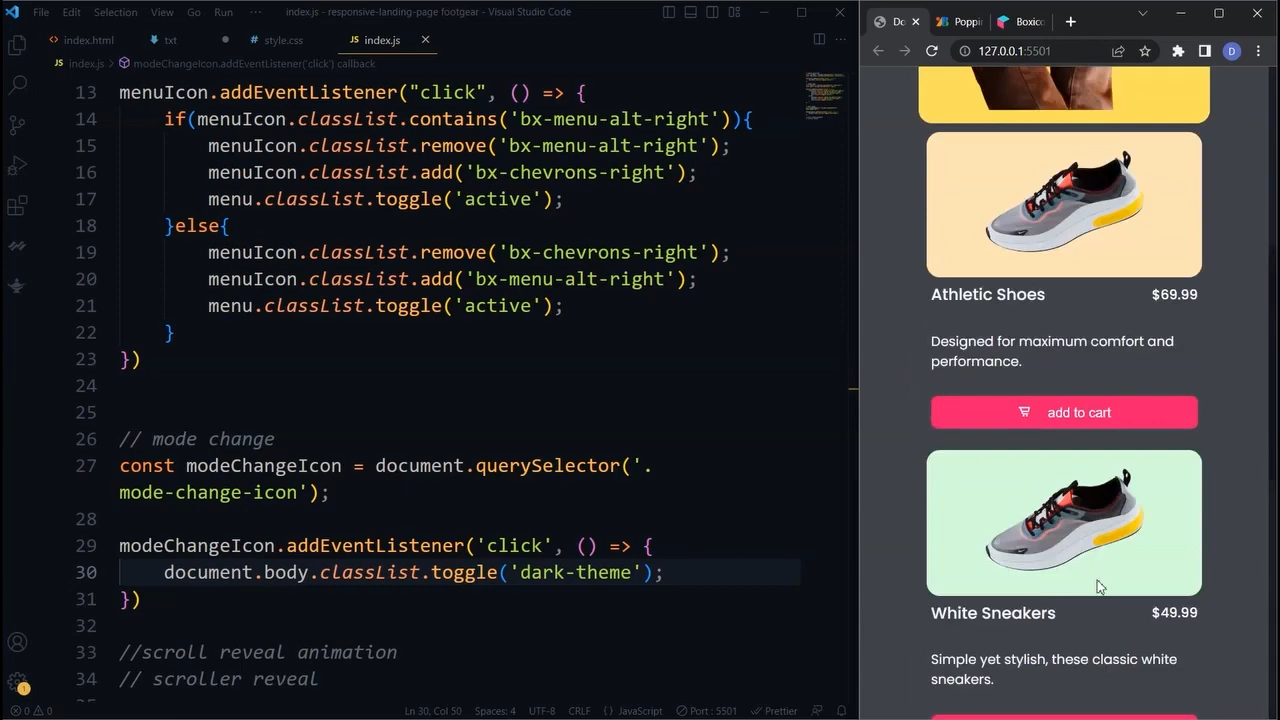 File Edit Selection View Go Run ··· index.js - responsive-landing-page footgear - Visual Studio Code
index.html txt style.css JS index.js
JS index.js > modeChangeIcon.addEventListener('click') callback
13 menuIcon.addEventListener("click", () => {
14 if(menuIcon.classList.contains('bx-menu-alt-right')){
15 menuIcon.classList.remove('bx-menu-alt-right');
16 menuIcon.classList.add('bx-chevrons-right');
17 menu.classList.toggle('active');
18 }else{
19 menuIcon.classList.remove('bx-chevrons-right');
20 menuIcon.classList.add('bx-menu-alt-right');
21 menu.classList.toggle('active');
22 }
23 })
24
25
26 // mode change
27 const modeChangeIcon = document.querySelector('.
mode-change-icon');
28
29 modeChangeIcon.addEventListener('click', () => {
30 document.body.classList.toggle('dark-theme');
31 })
32
33 //scroll reveal animation
34 // scroller reveal
1
0 0 Ln 30, Col 50 Spaces: 4 UTF-8 CRLF {} JavaScript Port : 5501 Prettier
Do Poppi Boxico
127.0.0.1:5501 D
Athletic Shoes $69.99
Designed for maximum comfort and
performance.
add to cart
White Sneakers $49.99
Simple yet stylish, these classic white
sneakers.